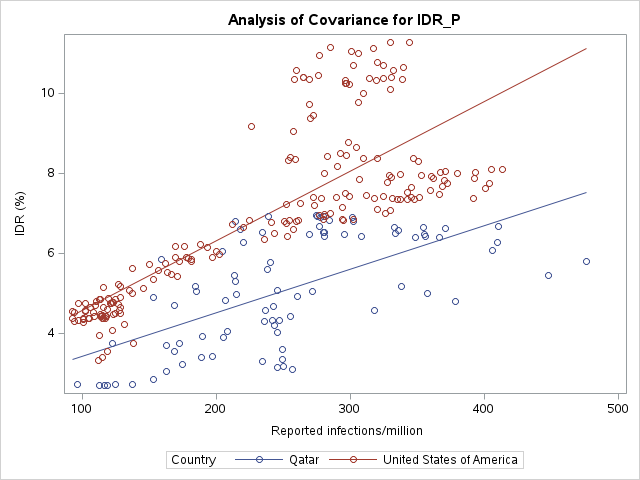 Analysis of Covariance for IDR_P
10
8
6
4
IDR (%)
100 200 300 400 500
Reported infections/million
Country Qatar United States of America